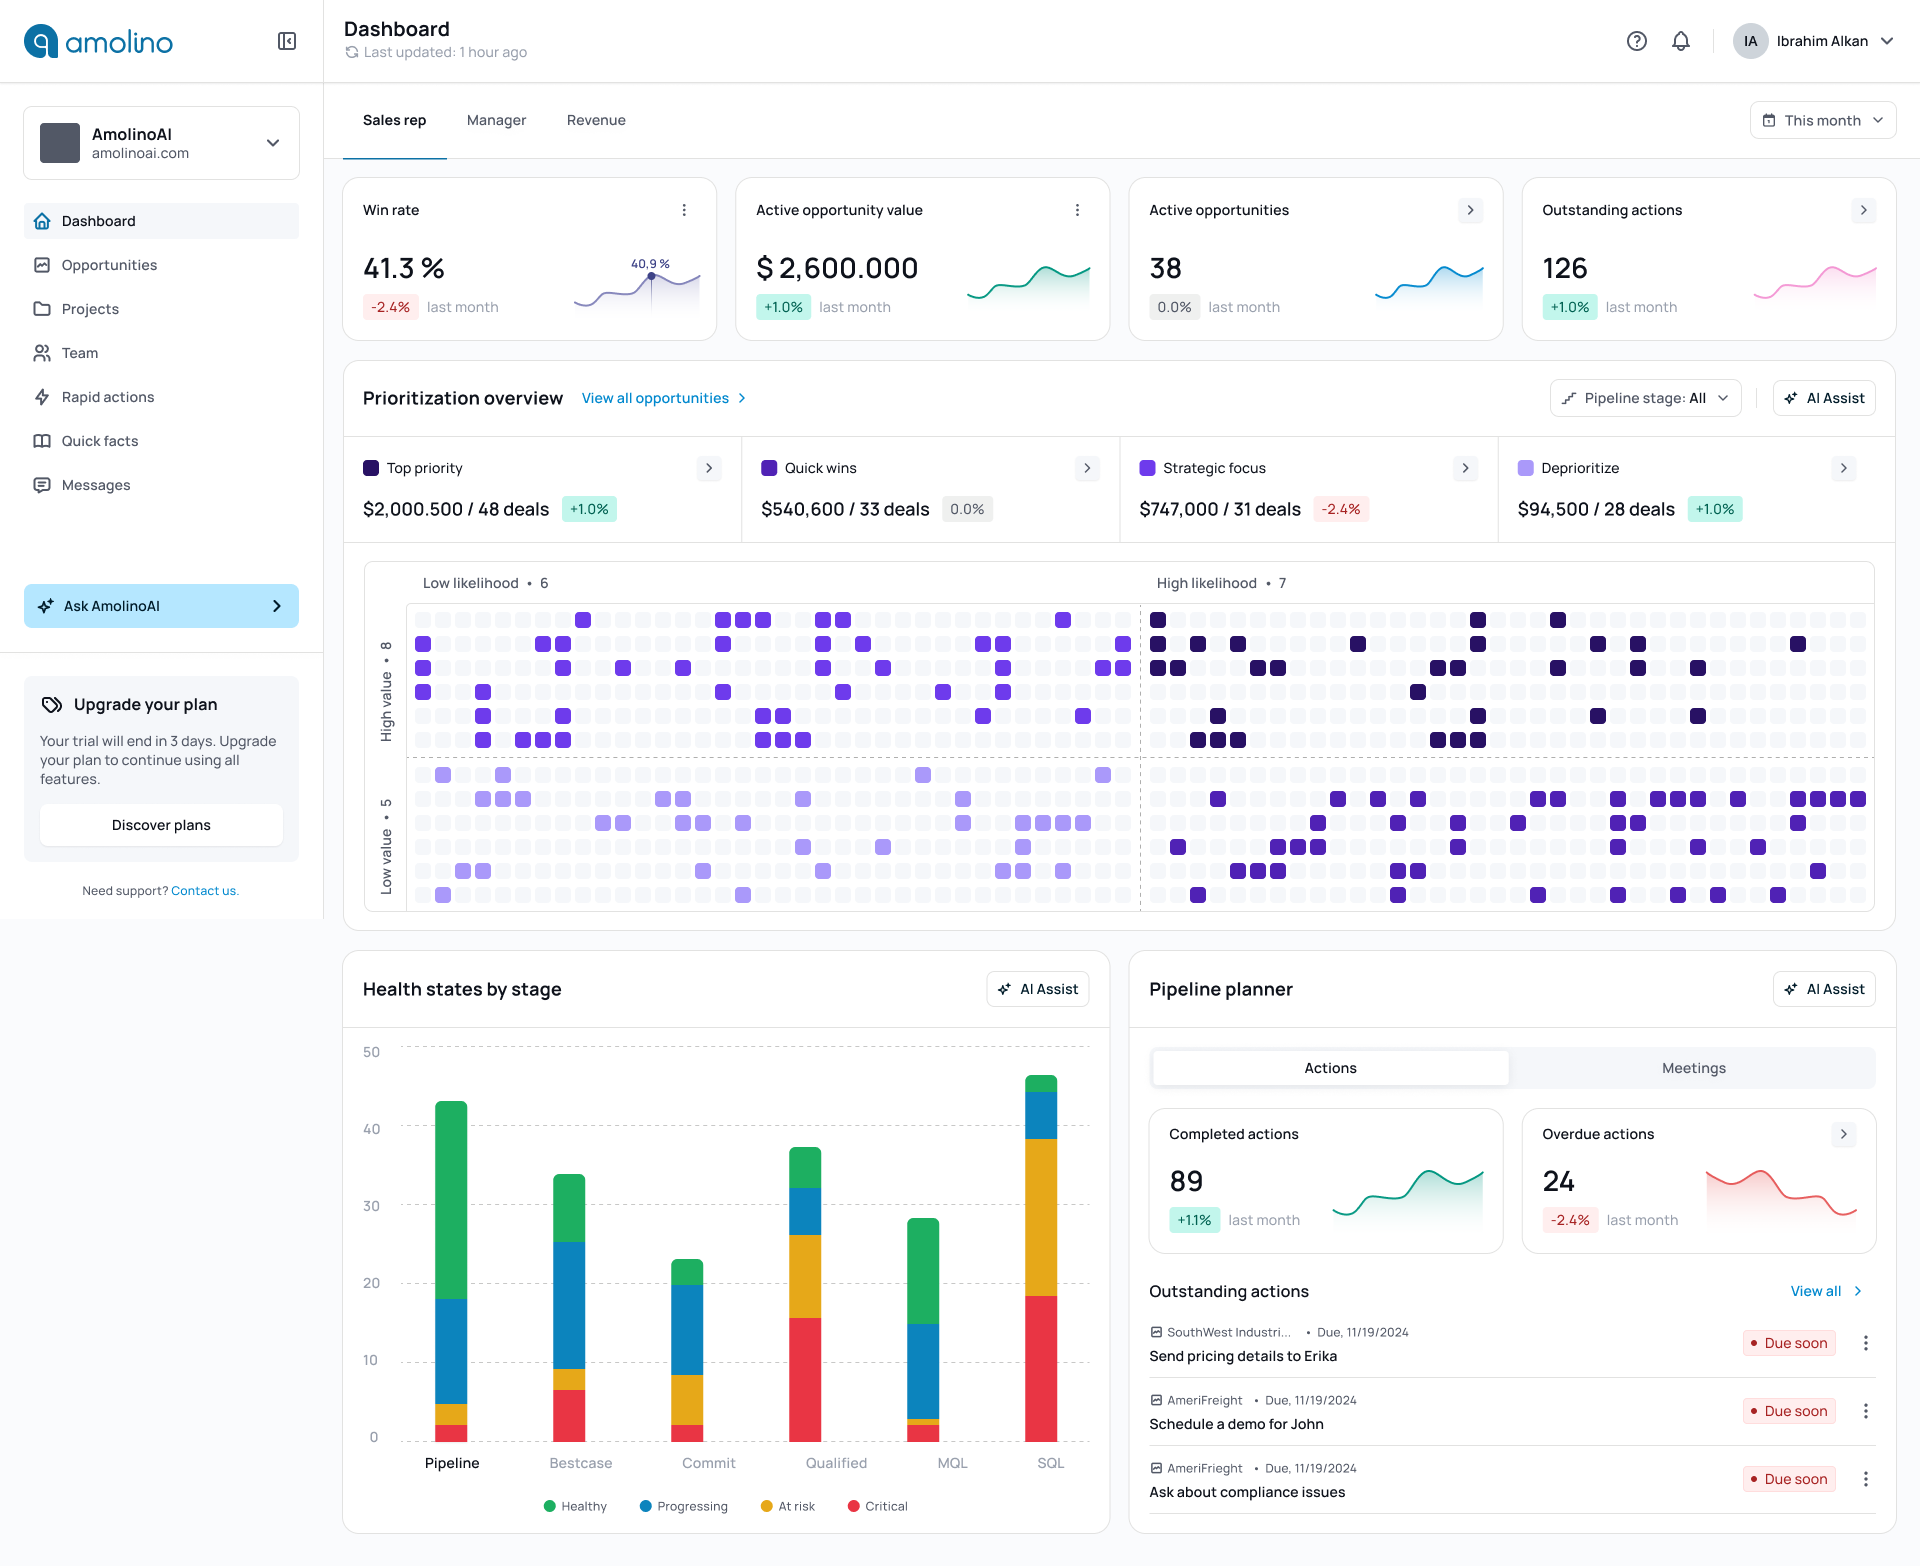 amolino
Dashboard
Last updated: 1 hour ago
IA
Ibrahim Alkan
AmolinoAI
amolinoai.com
Dashboard
Opportunities
Projects
Team
Rapid actions
Quick facts
Messages
Ask AmolinoAI
Upgrade your plan
Your trial will end in 3 days. Upgrade
your plan to continue using all
features.
Discover plans
Need support? Contact us.
Sales rep
Manager
Revenue
This month
Win rate
41.3 %
-2.4%
last month
40,9 %
Active opportunity value
$ 2,600.000
+1.0%
last month
Active opportunities
38
0.0%
last month
Outstanding actions
126
+1.0%
last month
Prioritization overview
View all opportunities
Pipeline stage: All
AI Assist
Top priority
$2,000.500 / 48 deals
+1.0%
Quick wins
$540,600 / 33 deals
0.0%
Strategic focus
$747,000 / 31 deals
-2.4%
Deprioritize
$94,500 / 28 deals
+1.0%
Low likelihood • 6
High likelihood • 7
High value • 8
Low value • 5
Health states by stage
AI Assist
50
40
30
20
10
0
Pipeline
Bestcase
Commit
Qualified
MQL
SQL
Healthy
Progressing
At risk
Critical
Pipeline planner
AI Assist
Actions
Meetings
Completed actions
89
+1.1%
last month
Overdue actions
24
-2.4%
last month
Outstanding actions
View all
SouthWest Industri... • Due, 11/19/2024
Send pricing details to Erika
Due soon
AmeriFreight • Due, 11/19/2024
Schedule a demo for John
Due soon
AmeriFrieght • Due, 11/19/2024
Ask about compliance issues
Due soon